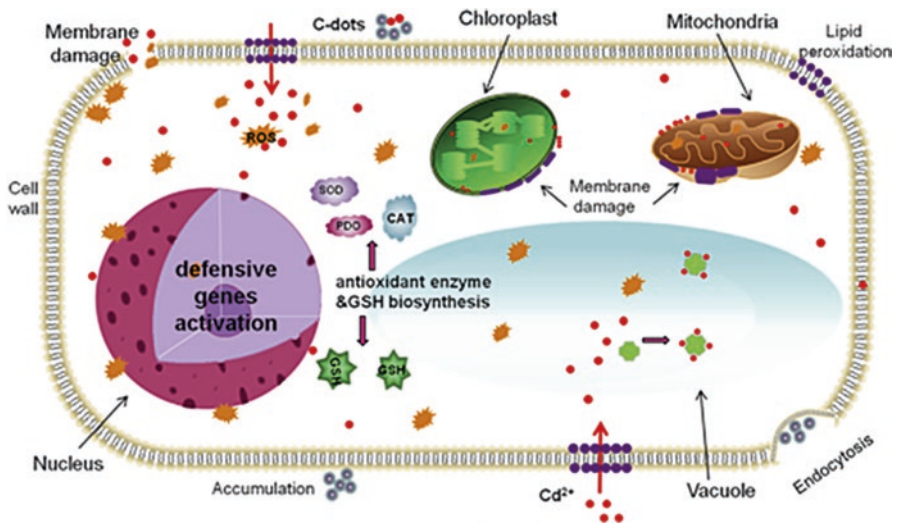 Membrane
damage
C-dots
Chloroplast
Mitochondria
Lipid
peroxidation
ROS
Cell
wall
SOD
PDO
CAT
Membrane
damage
defensive
genes
activation
antioxidant enzyme
&GSH biosynthesis
GSH
GSH
Nucleus
Accumulation
Cd²⁺
Vacuole
Endocytosis